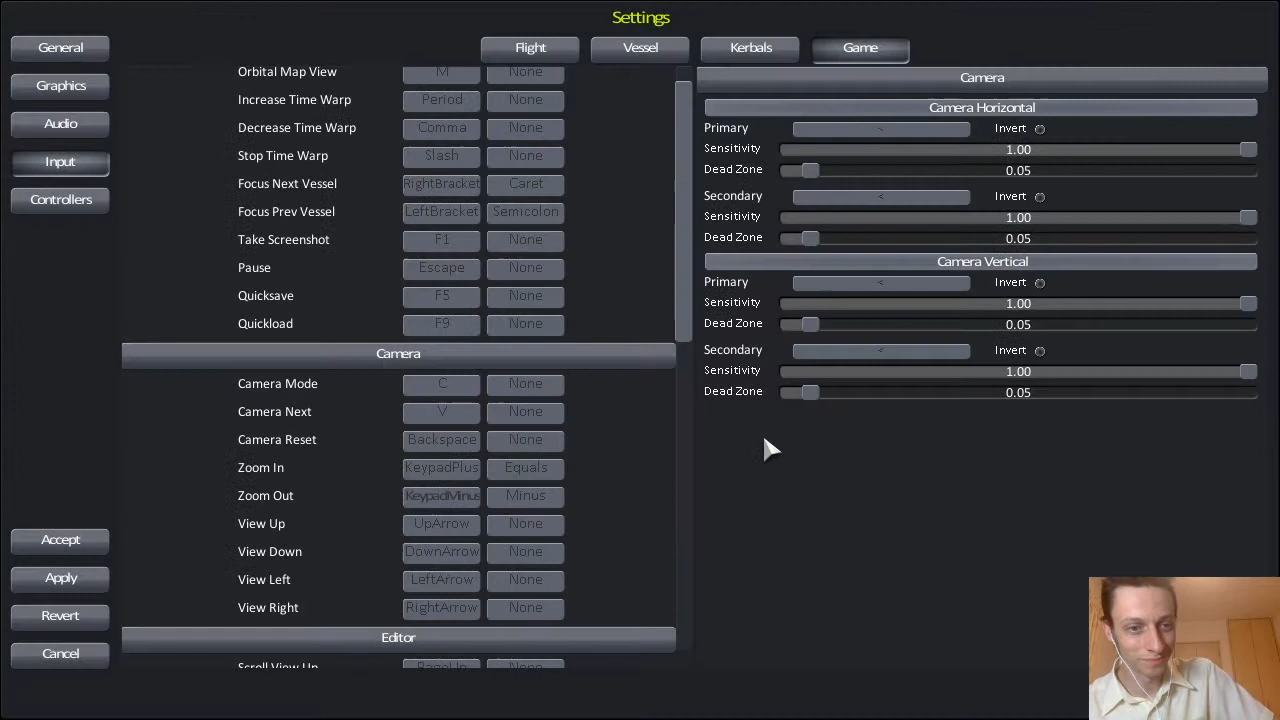 Settings
General
Graphics
Audio
Input
Controllers
Accept
Apply
Revert
Cancel
Flight Vessel Kerbals Game
Orbital Map View M None
Increase Time Warp Period None
Decrease Time Warp Comma None
Stop Time Warp Slash None
Focus Next Vessel RightBracket Caret
Focus Prev Vessel LeftBracket Semicolon
Take Screenshot F1 None
Pause Escape None
Quicksave F5 None
Quickload F9 None
Camera
Camera Mode C None
Camera Next V None
Camera Reset Backspace None
Zoom In KeypadPlus Equals
Zoom Out KeypadMinus Minus
View Up UpArrow None
View Down DownArrow None
View Left LeftArrow None
View Right RightArrow None
Editor
Scroll View Up PageUp None
Camera
Camera Horizontal
Primary < Invert
Sensitivity 1.00
Dead Zone 0.05
Secondary < Invert
Sensitivity 1.00
Dead Zone 0.05
Camera Vertical
Primary < Invert
Sensitivity 1.00
Dead Zone 0.05
Secondary < Invert
Sensitivity 1.00
Dead Zone 0.05